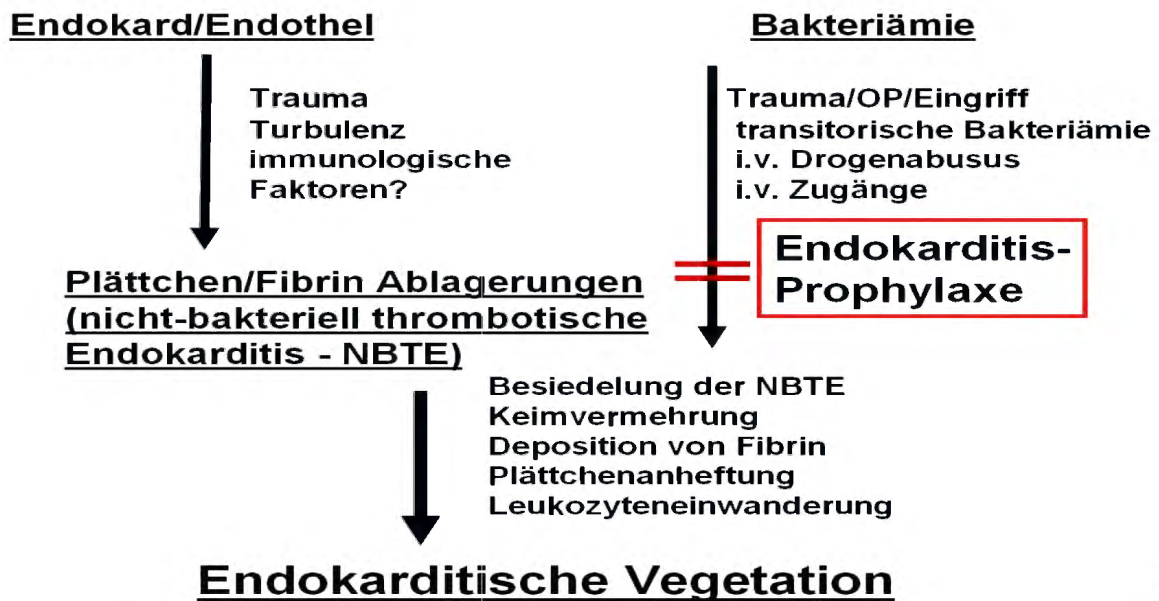 Endokard/Endothel
Bakteriämie
Trauma
Turbulenz
immunologische
Faktoren?
Trauma/OP/Eingriff
transitorische Bakteriämie
i.v. Drogenabusus
i.v. Zugänge
Endokarditis-
Prophylaxe
Plättchen/Fibrin Ablagerungen
(nicht-bakteriell thrombotische
Endokarditis - NBTE)
Besiedelung der NBTE
Keimvermehrung
Deposition von Fibrin
Plättchenanheftung
Leukozyteneinwanderung
Endokarditische Vegetation